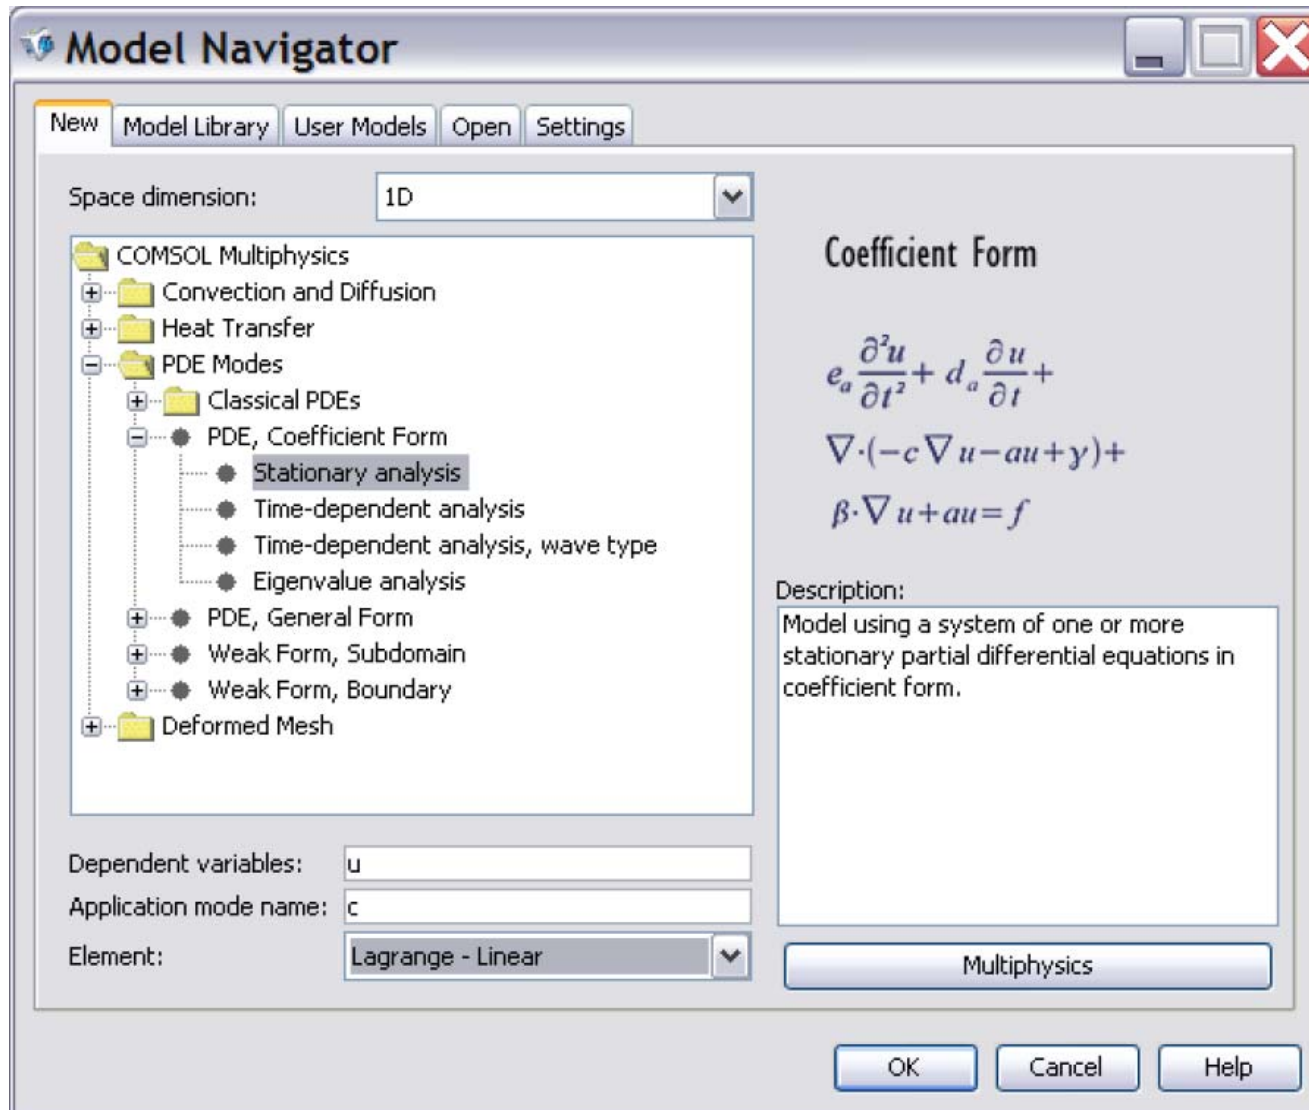 Model Navigator
New Model Library User Models Open Settings
Space dimension: 1D
COMSOL Multiphysics
Convection and Diffusion
Heat Transfer
PDE Modes
Classical PDEs
PDE, Coefficient Form
Stationary analysis
Time-dependent analysis
Time-dependent analysis, wave type
Eigenvalue analysis
PDE, General Form
Weak Form, Subdomain
Weak Form, Boundary
Deformed Mesh
Dependent variables: u
Application mode name: c
Element: Lagrange - Linear
Coefficient Form
e_a ∂²u/∂t² + d_a ∂u/∂t +
∇·(-c∇u-au+γ)+
β·∇u+au=f
Description:
Model using a system of one or more
stationary partial differential equations in
coefficient form.
Multiphysics
OK Cancel Help